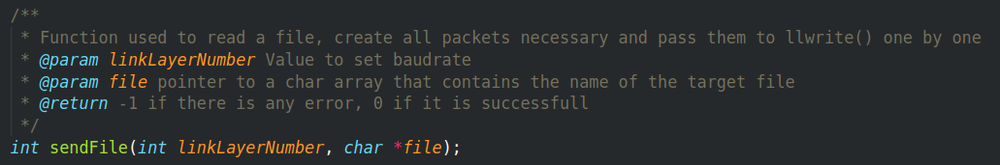 /**
 * Function used to read a file, create all packets necessary and pass them to llwrite() one by one
 * @param linkLayerNumber Value to set baudrate
 * @param file pointer to a char array that contains the name of the target file
 * @return -1 if there is any error, 0 if it is successfull
 */
int sendFile(int linkLayerNumber, char *file);